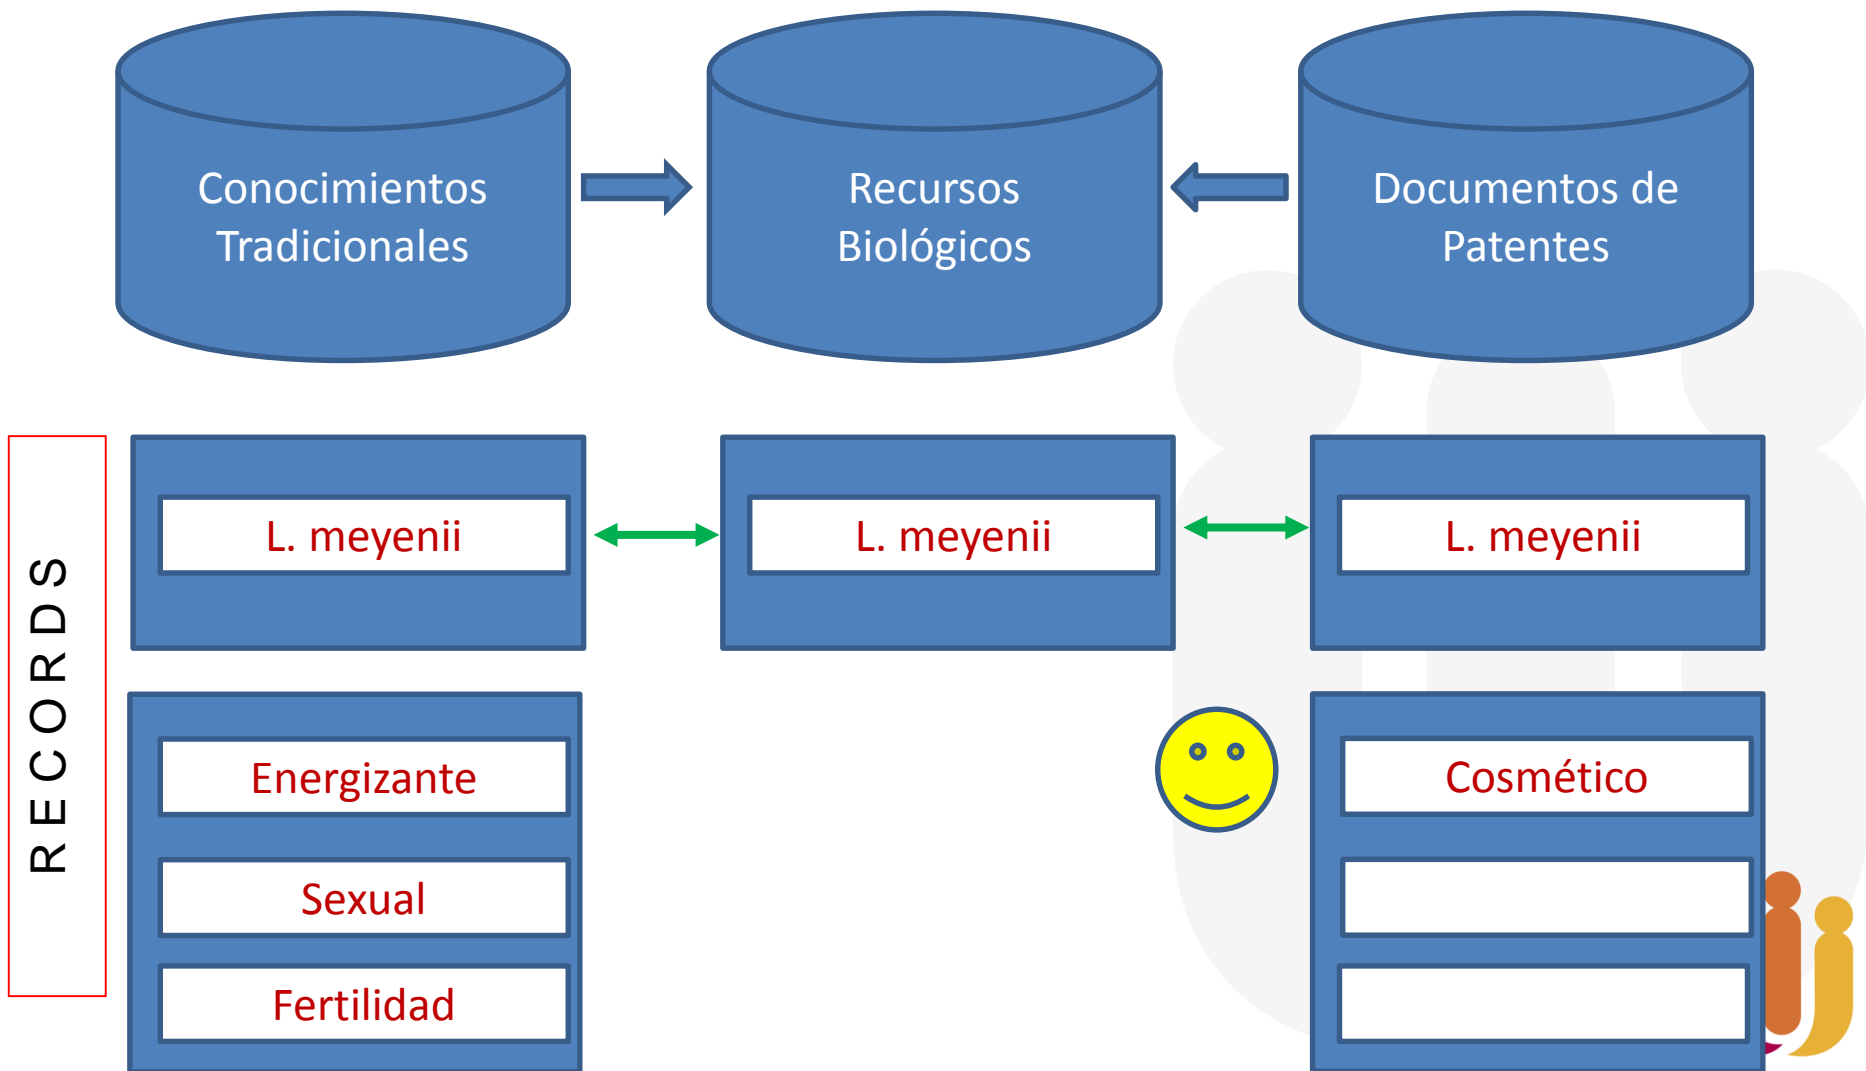 Conocimientos
Tradicionales
Recursos
Biológicos
Documentos de
Patentes
RECORDS
L. meyenii
L. meyenii
L. meyenii
Energizante
Cosmético
Sexual
Fertilidad